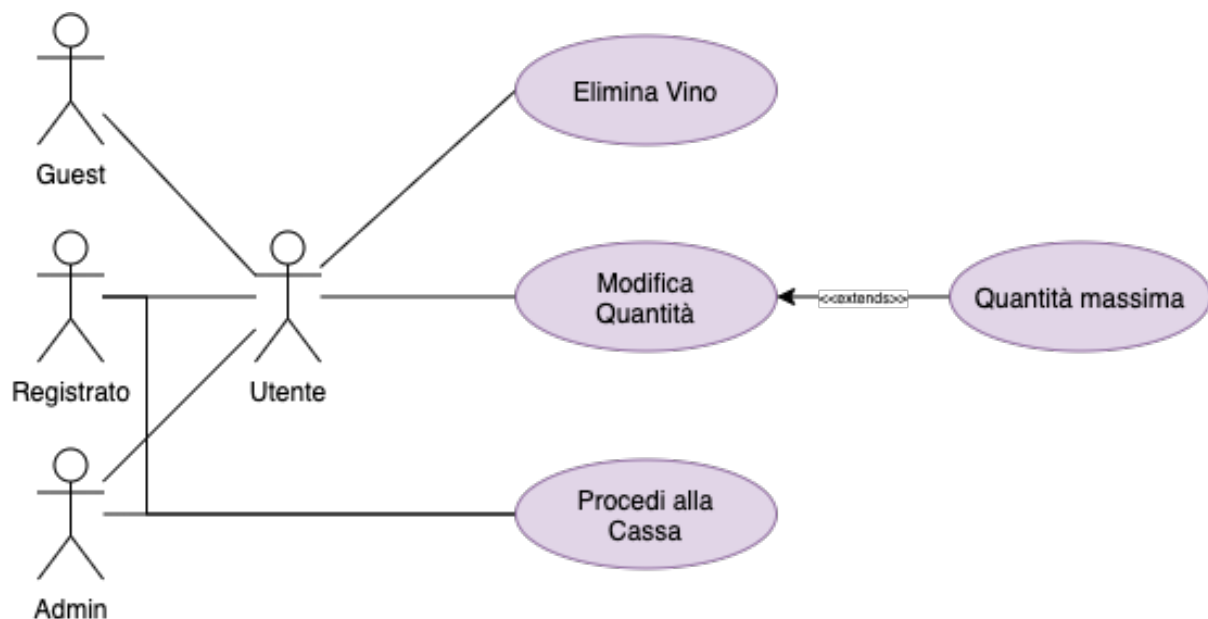 Guest
Elimina Vino
Registrato
Utente
Modifica
Quantità
<<extends>>
Quantità massima
Admin
Procedi alla
Cassa